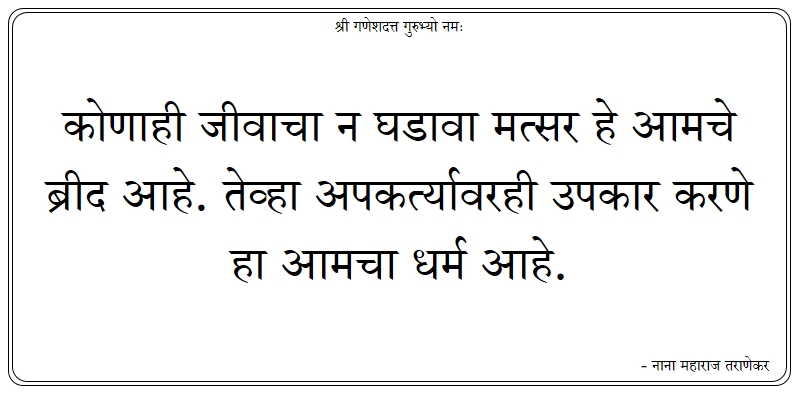 श्री गणेशदत्त गुरुभ्यो नमः
कोणाही जीवाचा न घडावा मत्सर हे आमचे
ब्रीद आहे. तेव्हा अपकर्त्यावरही उपकार करणे
हा आमचा धर्म आहे.
- नाना महाराज तराणेकर